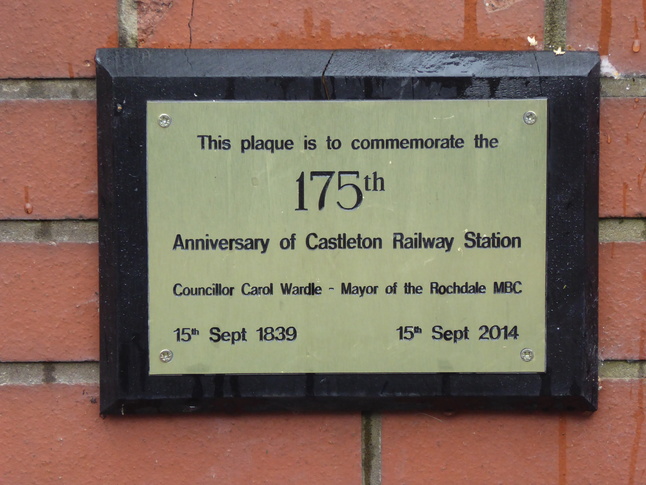 This plaque is to commemorate the
175th
Anniversary of Castleton Railway Station
Councillor Carol Wardle - Mayor of the Rochdale MBC
15th Sept 1839 15th Sept 2014